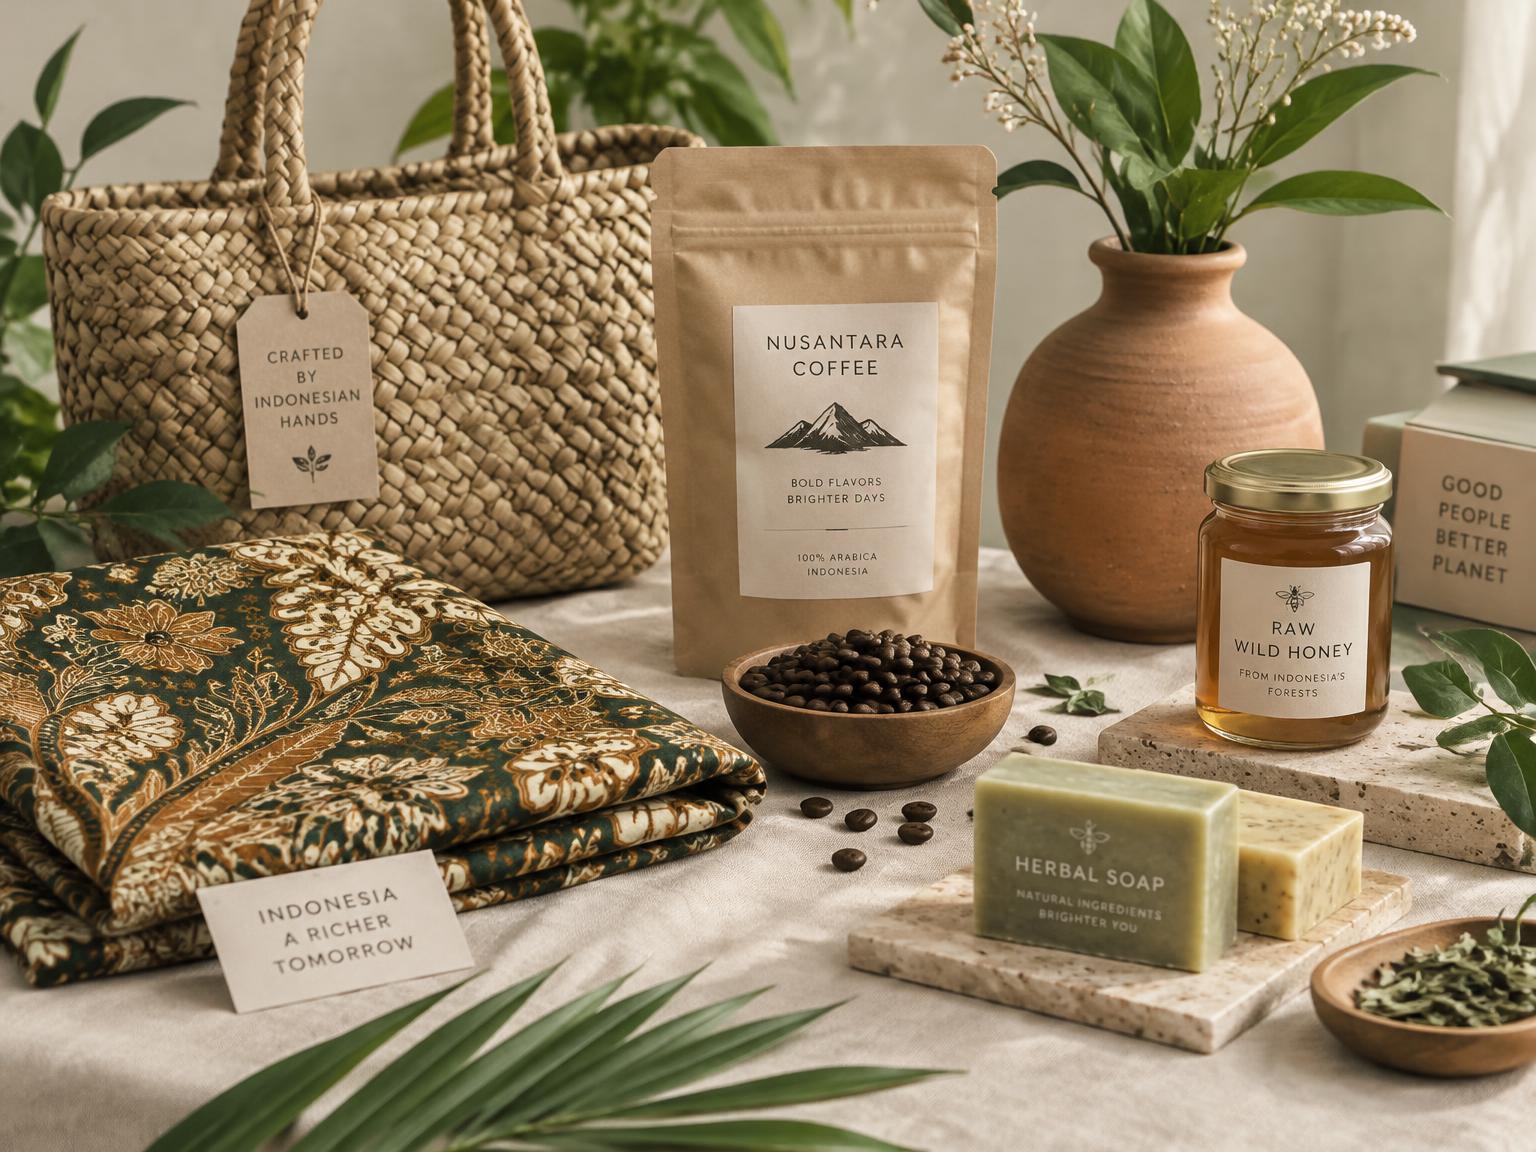 CRAFTED
BY
INDONESIAN
HANDS
NUSANTARA
COFFEE
BOLD FLAVORS
BRIGHTER DAYS
100% ARABICA
INDONESIA
GOOD
PEOPLE
BETTER
PLANET
RAW
WILD HONEY
FROM INDONESIA'S
FORESTS
HERBAL SOAP
NATURAL INGREDIENTS
BRIGHTER YOU
INDONESIA
A RICHER
TOMORROW